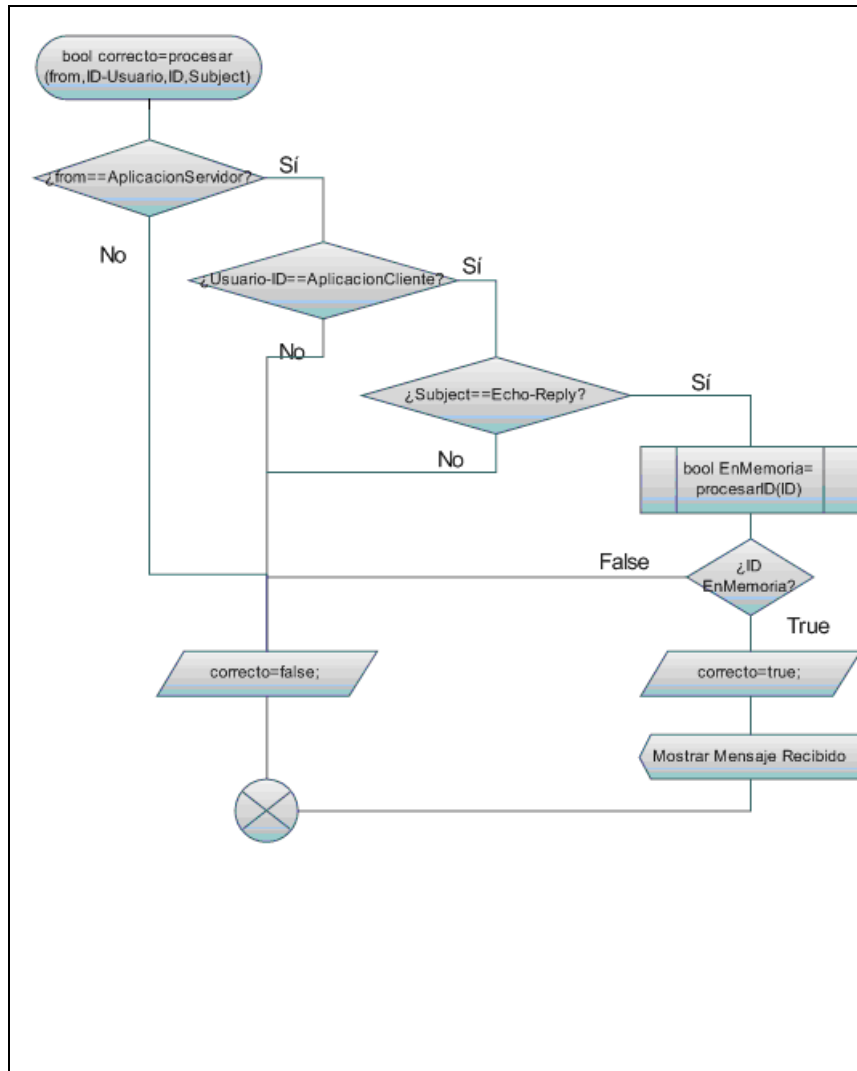 bool correcto=procesar
(from,ID-Usuario,ID,Subject)
¿from==AplicacionServidor?
Sí
No
¿Usuario-ID==AplicacionCliente?
Sí
No
¿Subject==Echo-Reply?
Sí
No
bool EnMemoria=
procesarID(ID)
¿ID
EnMemoria?
False
True
correcto=false;
correcto=true;
Mostrar Mensaje Recibido